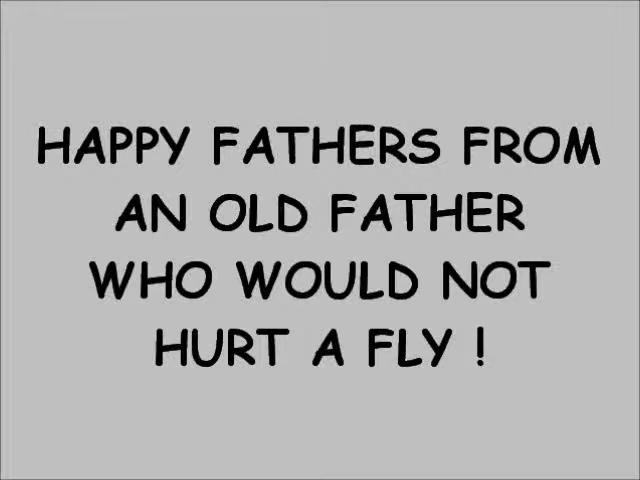 HAPPY FATHERS FROM
AN OLD FATHER
WHO WOULD NOT
HURT A FLY !